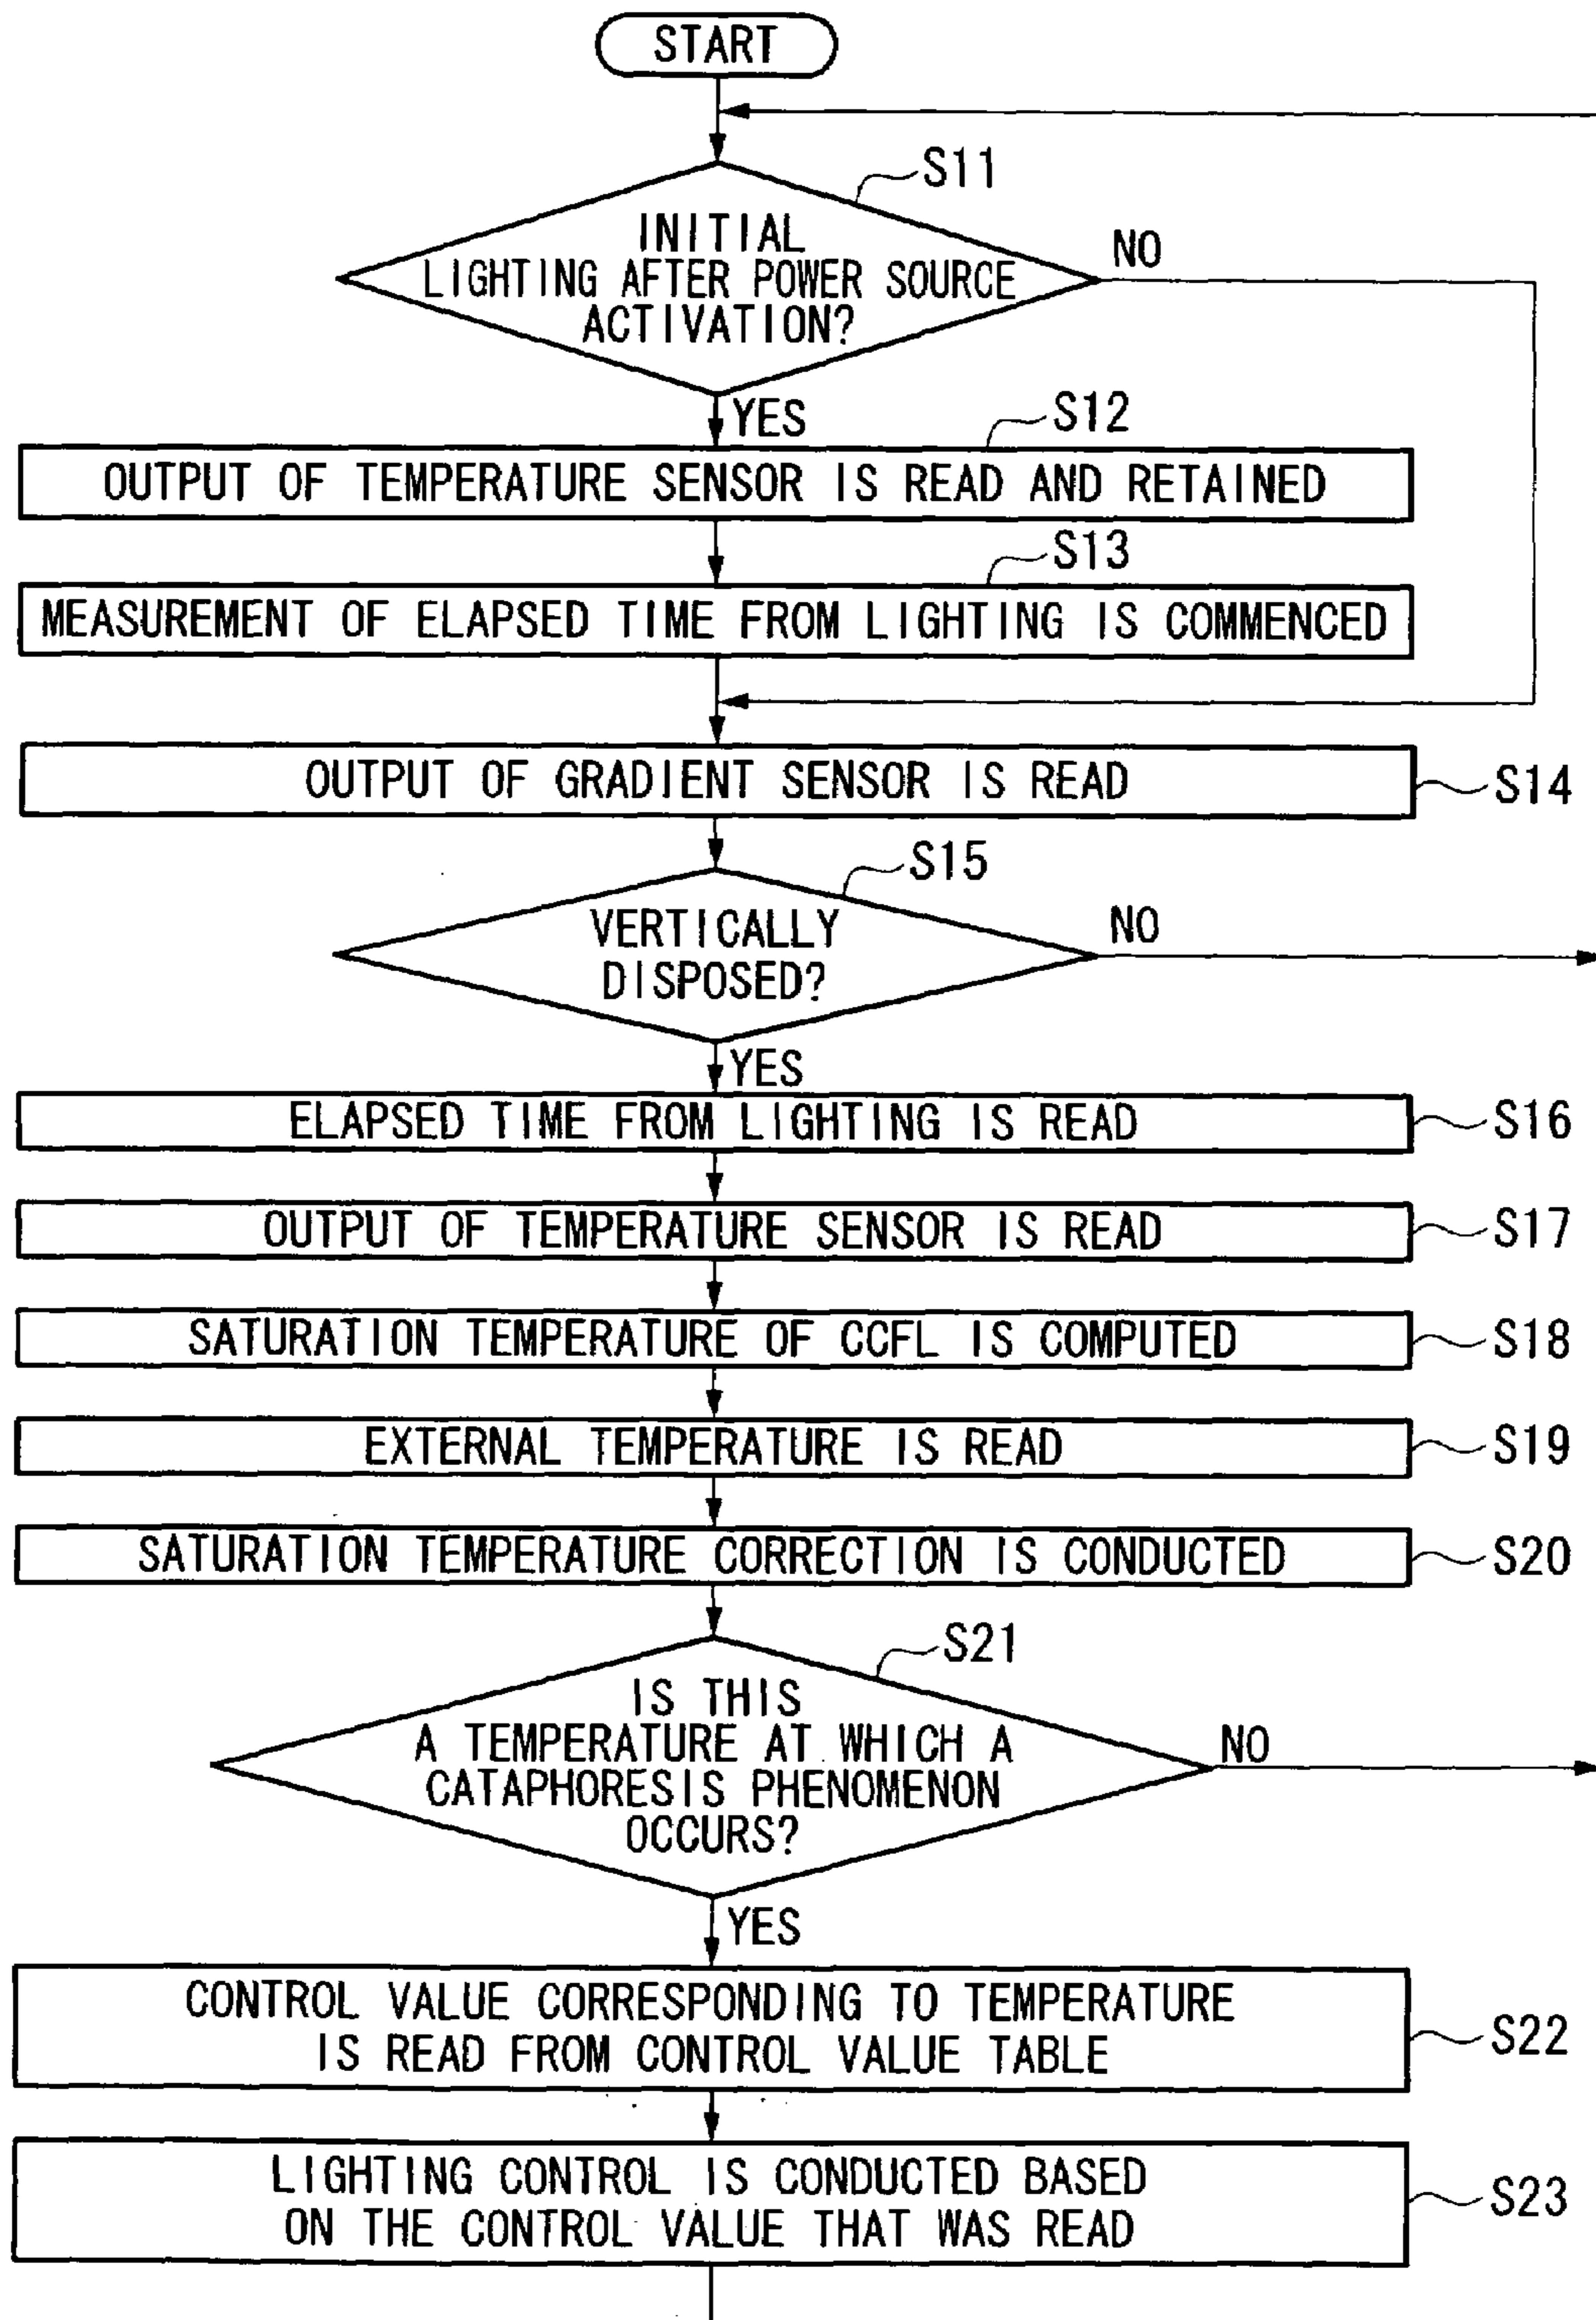 START
S11
INITIAL
LIGHTING AFTER POWER SOURCE
ACTIVATION?
NO
YES
S12
OUTPUT OF TEMPERATURE SENSOR IS READ AND RETAINED
S13
MEASUREMENT OF ELAPSED TIME FROM LIGHTING IS COMMENCED
OUTPUT OF GRADIENT SENSOR IS READ
S14
S15
VERTICALLY
DISPOSED?
NO
YES
ELAPSED TIME FROM LIGHTING IS READ
S16
OUTPUT OF TEMPERATURE SENSOR IS READ
S17
SATURATION TEMPERATURE OF CCFL IS COMPUTED
S18
EXTERNAL TEMPERATURE IS READ
S19
SATURATION TEMPERATURE CORRECTION IS CONDUCTED
S20
S21
IS THIS
A TEMPERATURE AT WHICH A
CATAPHORESIS PHENOMENON
OCCURS?
NO
YES
CONTROL VALUE CORRESPONDING TO TEMPERATURE
IS READ FROM CONTROL VALUE TABLE
S22
LIGHTING CONTROL IS CONDUCTED BASED
ON THE CONTROL VALUE THAT WAS READ
S23